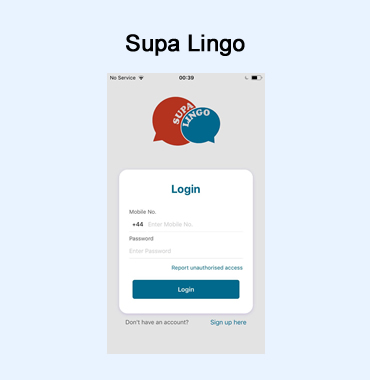 Supa Lingo
No Service 00:39
SUPA
LINGO
Login
Mobile No.
+44 Enter Mobile No.
Password
Enter Password
Report unauthorised access
Login
Don't have an account? Sign up here